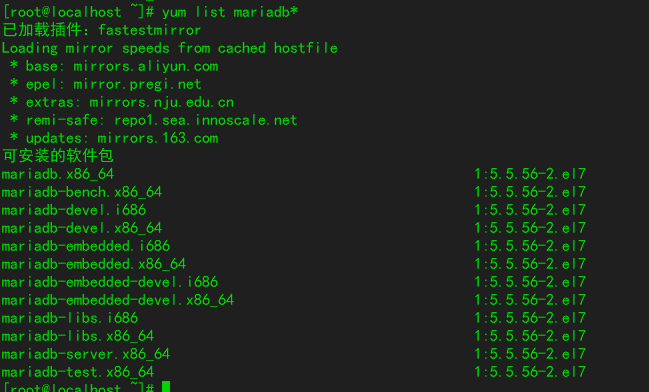 [root@localhost ~]# yum list mariadb*
已加载插件：fastestmirror
Loading mirror speeds from cached hostfile
 * base: mirrors.aliyun.com
 * epel: mirror.pregi.net
 * extras: mirrors.nju.edu.cn
 * remi-safe: repo1.sea.innoscale.net
 * updates: mirrors.163.com
可安装的软件包
mariadb.x86_64 1:5.5.56-2.el7
mariadb-bench.x86_64 1:5.5.56-2.el7
mariadb-devel.i686 1:5.5.56-2.el7
mariadb-devel.x86_64 1:5.5.56-2.el7
mariadb-embedded.i686 1:5.5.56-2.el7
mariadb-embedded.x86_64 1:5.5.56-2.el7
mariadb-embedded-devel.i686 1:5.5.56-2.el7
mariadb-embedded-devel.x86_64 1:5.5.56-2.el7
mariadb-libs.i686 1:5.5.56-2.el7
mariadb-libs.x86_64 1:5.5.56-2.el7
mariadb-server.x86_64 1:5.5.56-2.el7
mariadb-test.x86_64 1:5.5.56-2.el7
[root@localhost ~]#